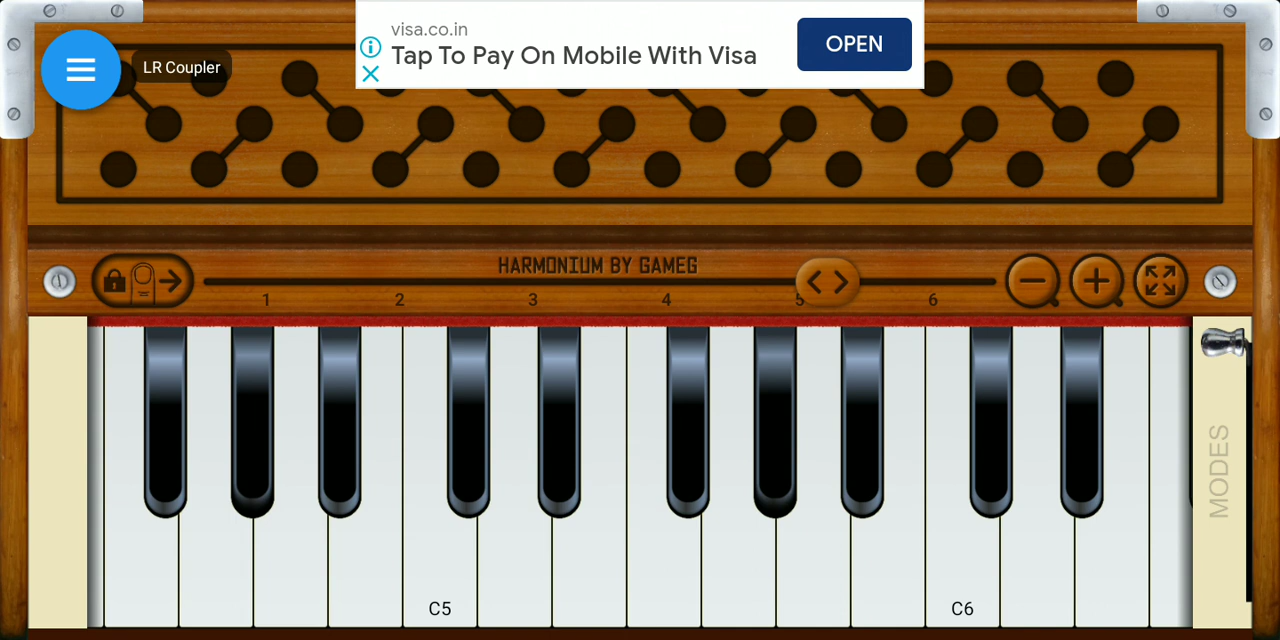 visa.co.in
Tap To Pay On Mobile With Visa
OPEN
LR Coupler
HARMONIUM BY GAMEG
1 2 3 4 5 6
MODES
C5 C6